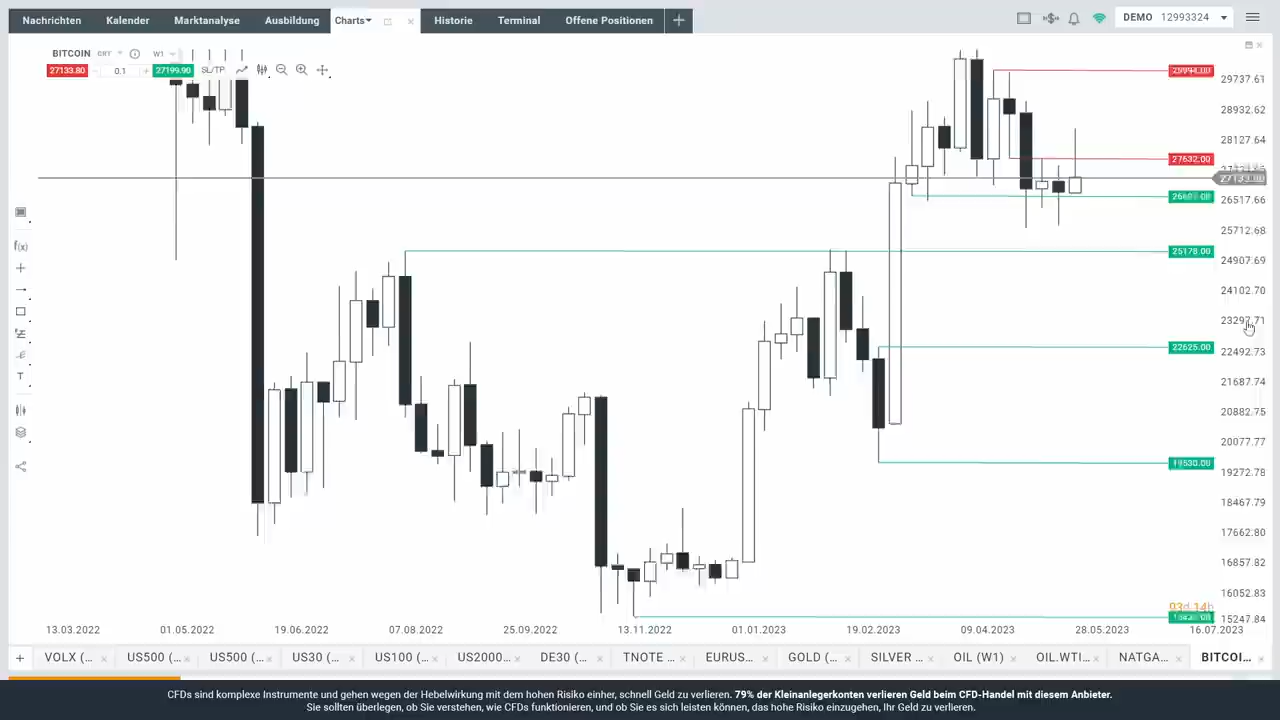 Nachrichten Kalender Marktanalyse Ausbildung Charts Historie Terminal Offene Positionen + DEMO 12993324
BITCOIN CRY W1
27133.80 0.1 27199.90 SL/TP
29737.61
28932.62
28127.64
27632.00
26517.66
25712.68
25178.00
24907.69
24102.70
23297.71
22625.00
22492.73
21687.74
20882.75
20077.77
19530.00
19272.78
18467.79
17662.80
16857.82
16052.83
03d 14h
15247.84
f(x)
T
13.03.2022 01.05.2022 19.06.2022 07.08.2022 25.09.2022 13.11.2022 01.01.2023 19.02.2023 09.04.2023 28.05.2023 16.07.2023
+ VOLX (... US500 (... US500 (... US30 (... US100 (... US2000... DE30 (... TNOTE ... EURUS... GOLD (... SILVER ... OIL (W1) OIL.WTI... NATGA... BITCOI...
CFDs sind komplexe Instrumente und gehen wegen der Hebelwirkung mit dem hohen Risiko einher, schnell Geld zu verlieren. 79% der Kleinanlegerkonten verlieren Geld beim CFD-Handel mit diesem Anbieter.
Sie sollten überlegen, ob Sie verstehen, wie CFDs funktionieren, und ob Sie es sich leisten können, das hohe Risiko einzugehen, Ihr Geld zu verlieren.